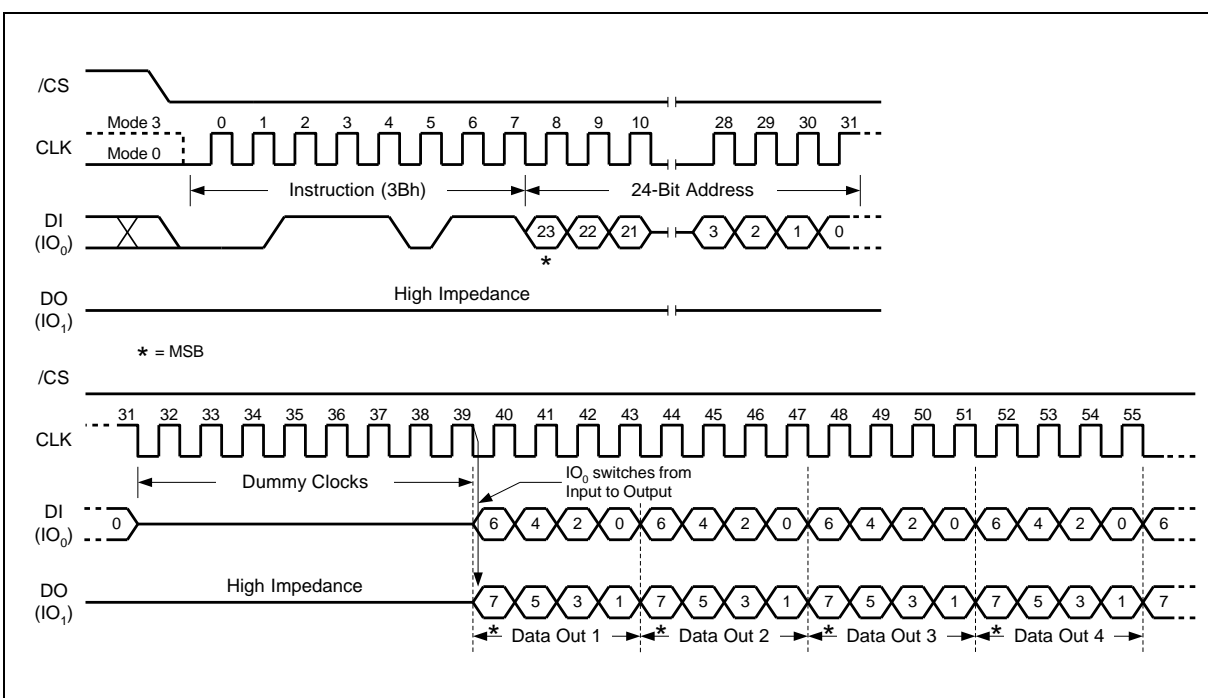 /CS
Mode 3 0 1 2 3 4 5 6 7 8 9 10 28 29 30 31
CLK
Mode 0
Instruction (3Bh) 24-Bit Address
DI
(IO0)
23 22 21 3 2 1 0
*
High Impedance
DO
(IO1)
* = MSB
/CS
31 32 33 34 35 36 37 38 39 40 41 42 43 44 45 46 47 48 49 50 51 52 53 54 55
CLK
Dummy Clocks
IO0 switches from
Input to Output
DI
(IO0)
0 6 4 2 0 6 4 2 0 6 4 2 0 6 4 2 0 6
High Impedance
DO
(IO1)
7 5 3 1 7 5 3 1 7 5 3 1 7 5 3 1 7
* Data Out 1 * Data Out 2 * Data Out 3 * Data Out 4